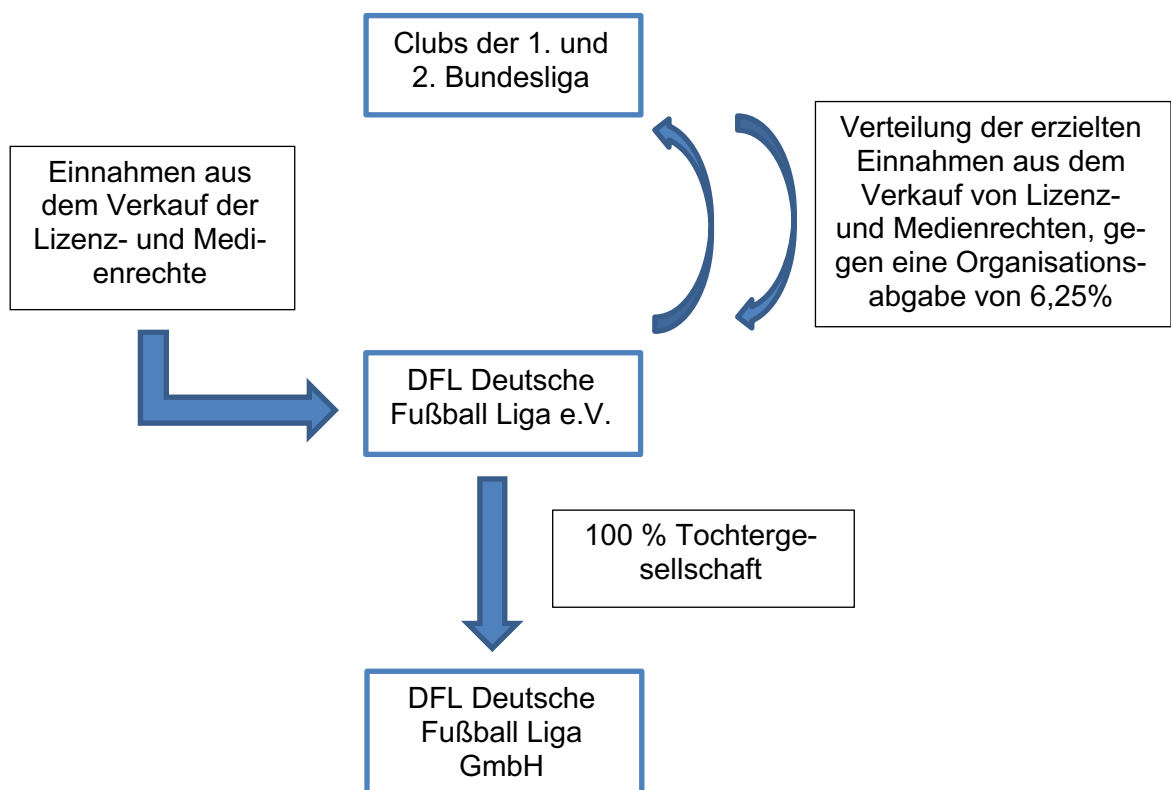 Clubs der 1. und
2. Bundesliga
Einnahmen aus
dem Verkauf der
Lizenz- und Medi-
enrechte
Verteilung der erzielten
Einnahmen aus dem
Verkauf von Lizenz-
und Medienrechten, ge-
gen eine Organisations-
abgabe von 6,25%
DFL Deutsche
Fußball Liga e.V.
100 % Tochterge-
sellschaft
DFL Deutsche
Fußball Liga
GmbH